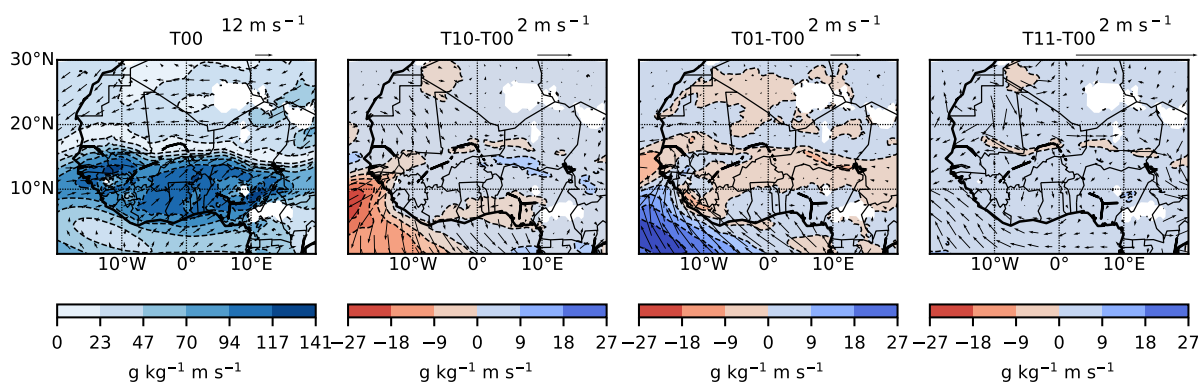 12 m s⁻¹ 2 m s⁻¹ 2 m s⁻¹ 2 m s⁻¹
T00 T10-T00 T01-T00 T11-T00
30°N
20°N
10°N
10°W 0° 10°E 10°W 0° 10°E 10°W 0° 10°E 10°W 0° 10°E
0 23 47 70 94 117 141 −27 −18 −9 0 9 18 27 −27 −18 −9 0 9 18 27 −27 −18 −9 0 9 18 27
g kg⁻¹ m s⁻¹ g kg⁻¹ m s⁻¹ g kg⁻¹ m s⁻¹ g kg⁻¹ m s⁻¹